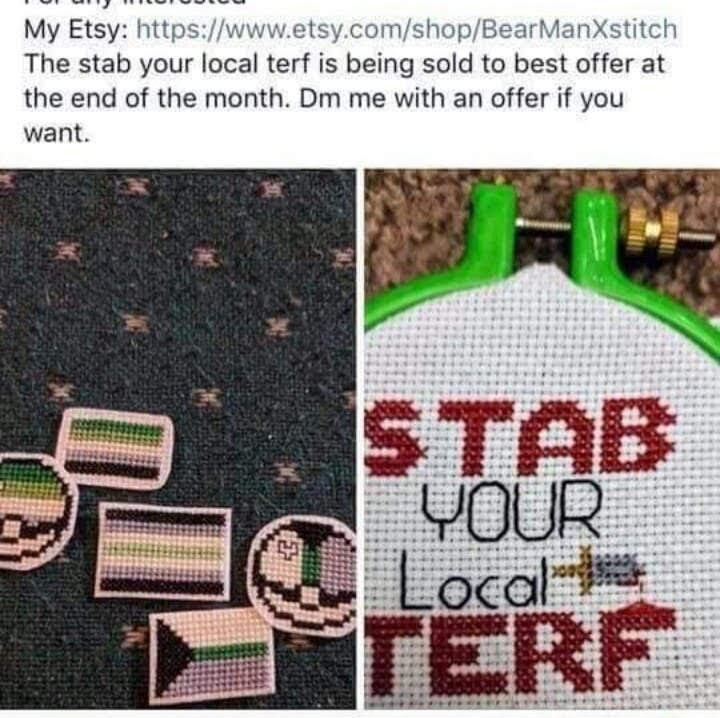 My Etsy: https://www.etsy.com/shop/BearManXstitch
The stab your local terf is being sold to best offer at
the end of the month. Dm me with an offer if you
want.
STAB
YOUR
Local
TERF